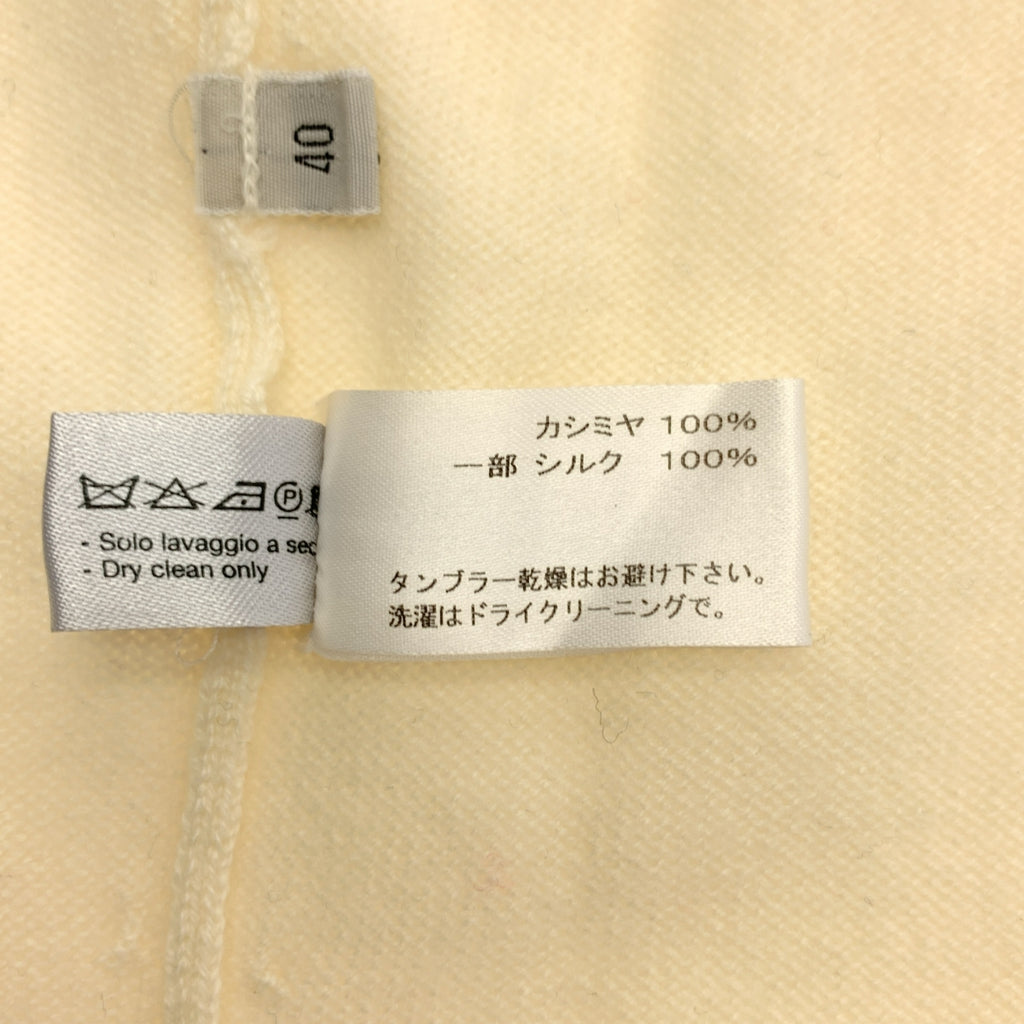 40
カシミヤ 100%
一部 シルク 100%
タンブラー乾燥はお避け下さい。
洗濯はドライクリーニングで。
P
- Solo lavaggio a
- Dry clean only